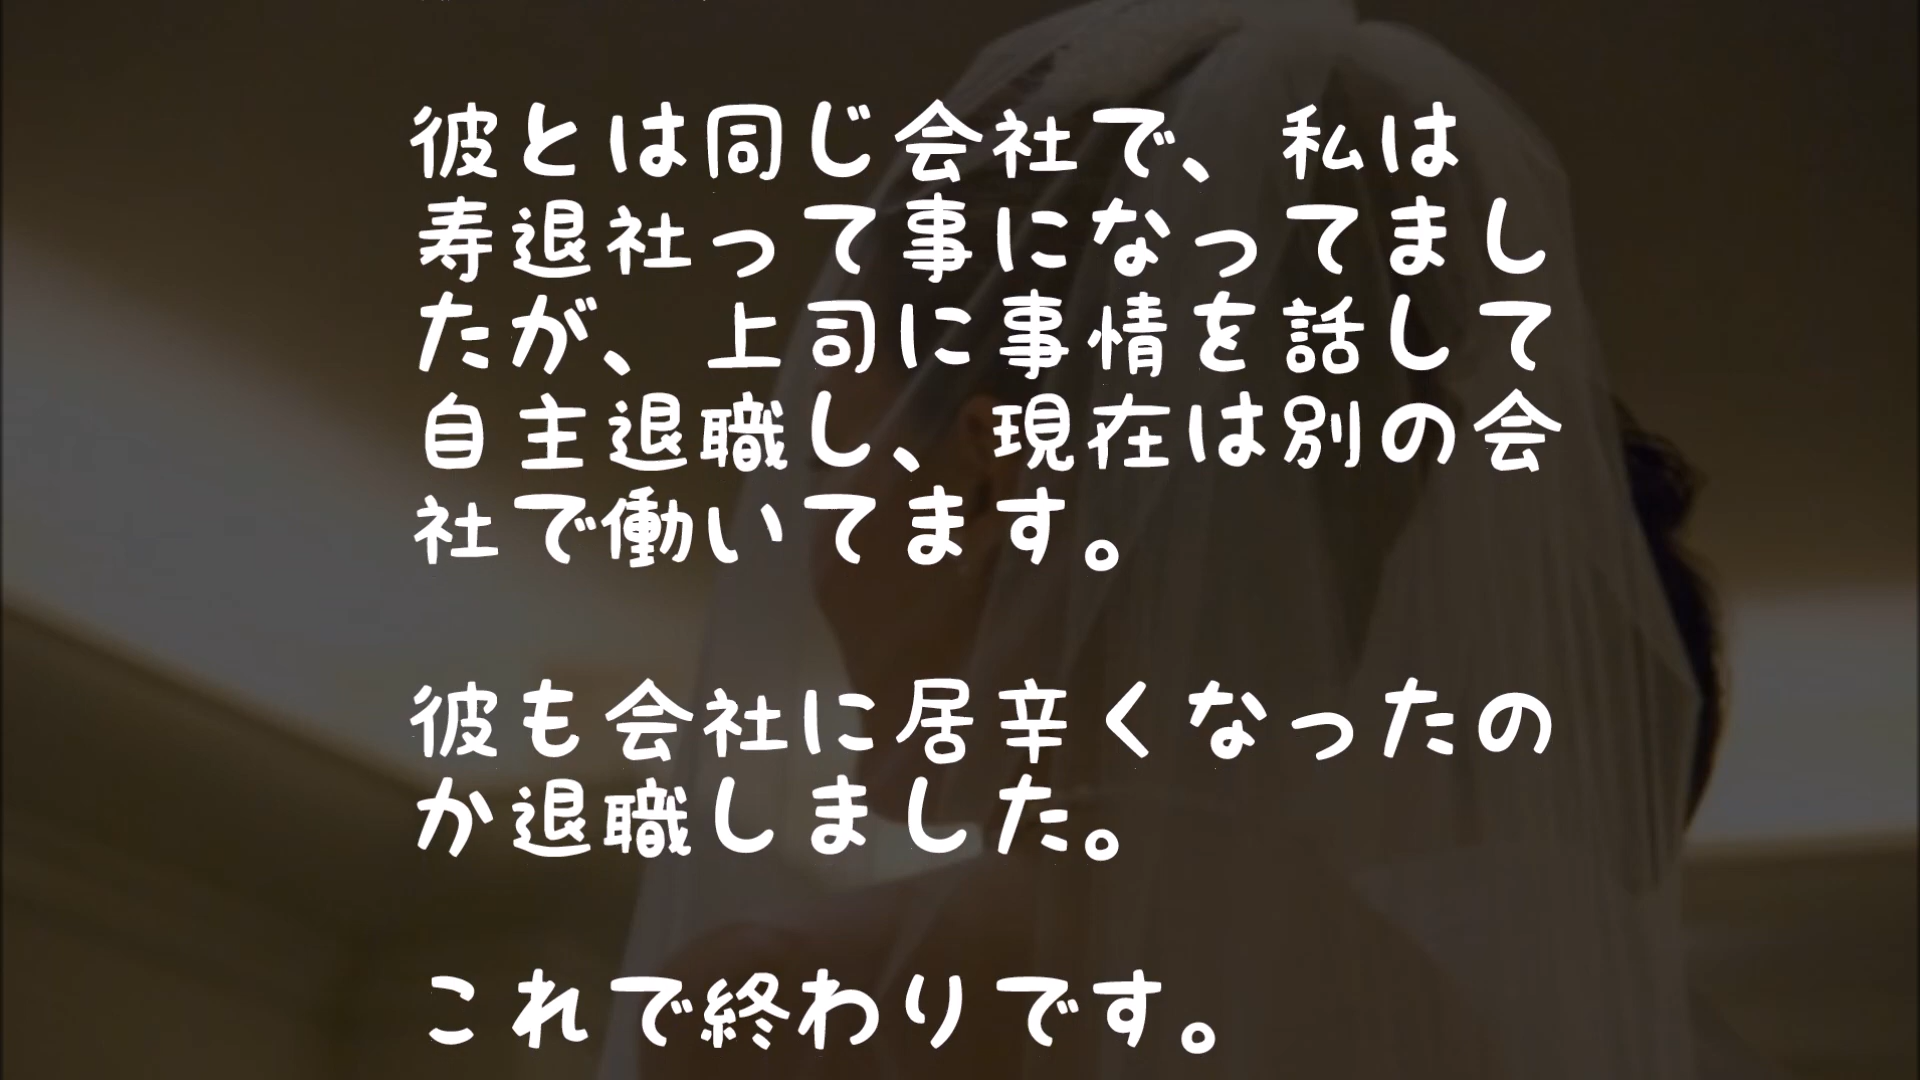 彼とは同じ会社で、私は
寿退社って事になってまし
たが、上司に事情を話して
自主退職し、現在は別の会
社で働いてます。
彼も会社に居辛くなったの
か退職しました。
これで終わりです。